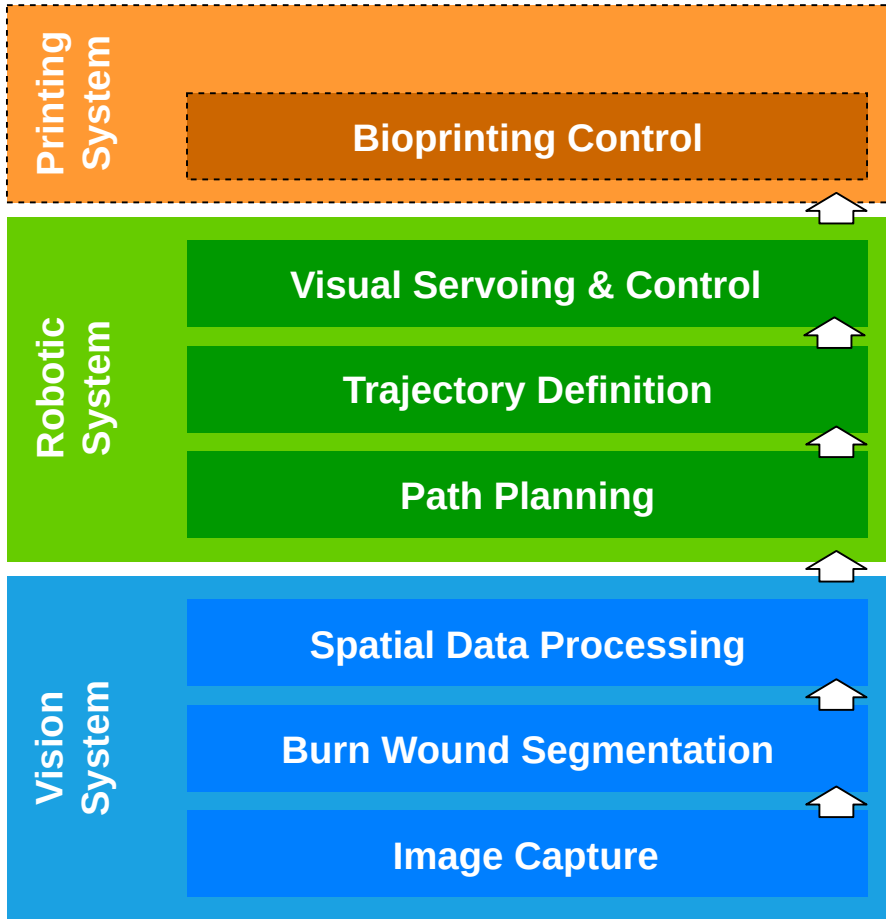 Printing
System
Bioprinting Control
Robotic
System
Visual Servoing & Control
Trajectory Definition
Path Planning
Vision
System
Spatial Data Processing
Burn Wound Segmentation
Image Capture